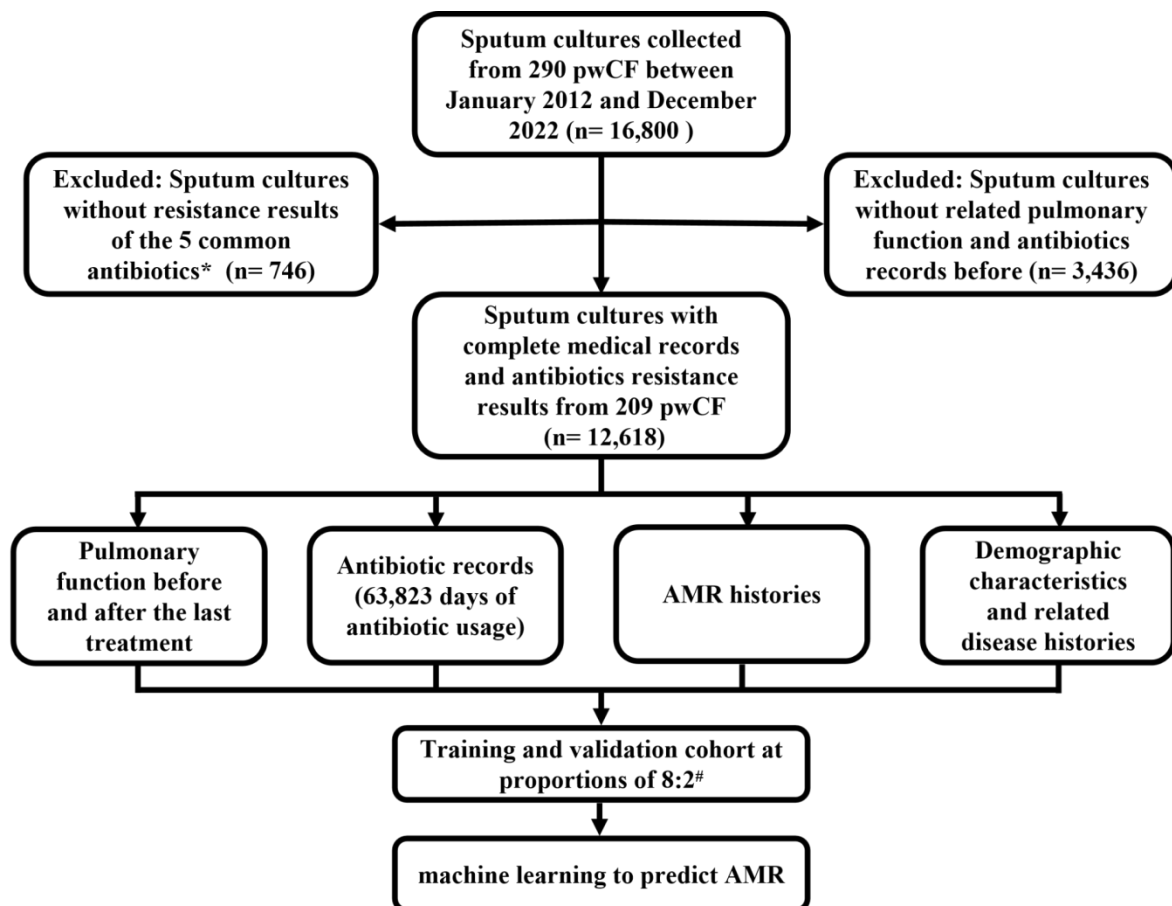 Sputum cultures collected
from 290 pwCF between
January 2012 and December
2022 (n= 16,800 )
Excluded: Sputum cultures
without resistance results
of the 5 common
antibiotics* (n= 746)
Excluded: Sputum cultures
without related pulmonary
function and antibiotics
records before (n= 3,436)
Sputum cultures with
complete medical records
and antibiotics resistance
results from 209 pwCF
(n= 12,618)
Pulmonary
function before
and after the last
treatment
Antibiotic records
(63,823 days of
antibiotic usage)
AMR histories
Demographic
characteristics
and related
disease histories
Training and validation cohort at
proportions of 8:2#
machine learning to predict AMR